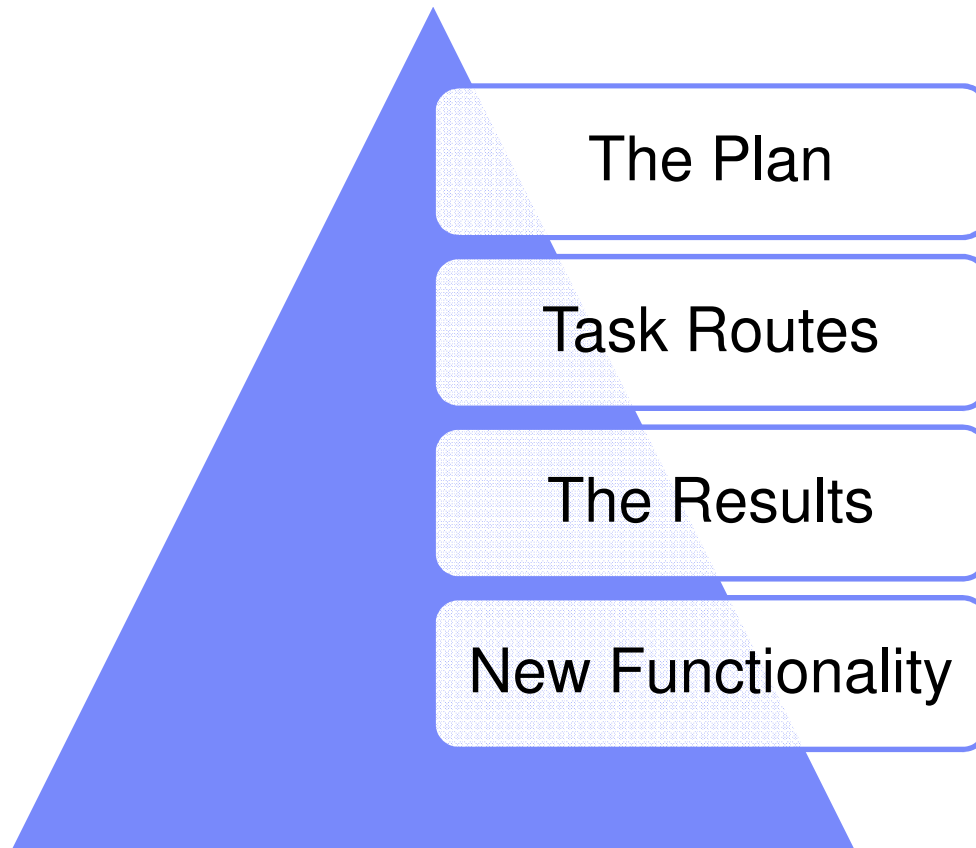 The Plan
Task Routes
The Results
New Functionality